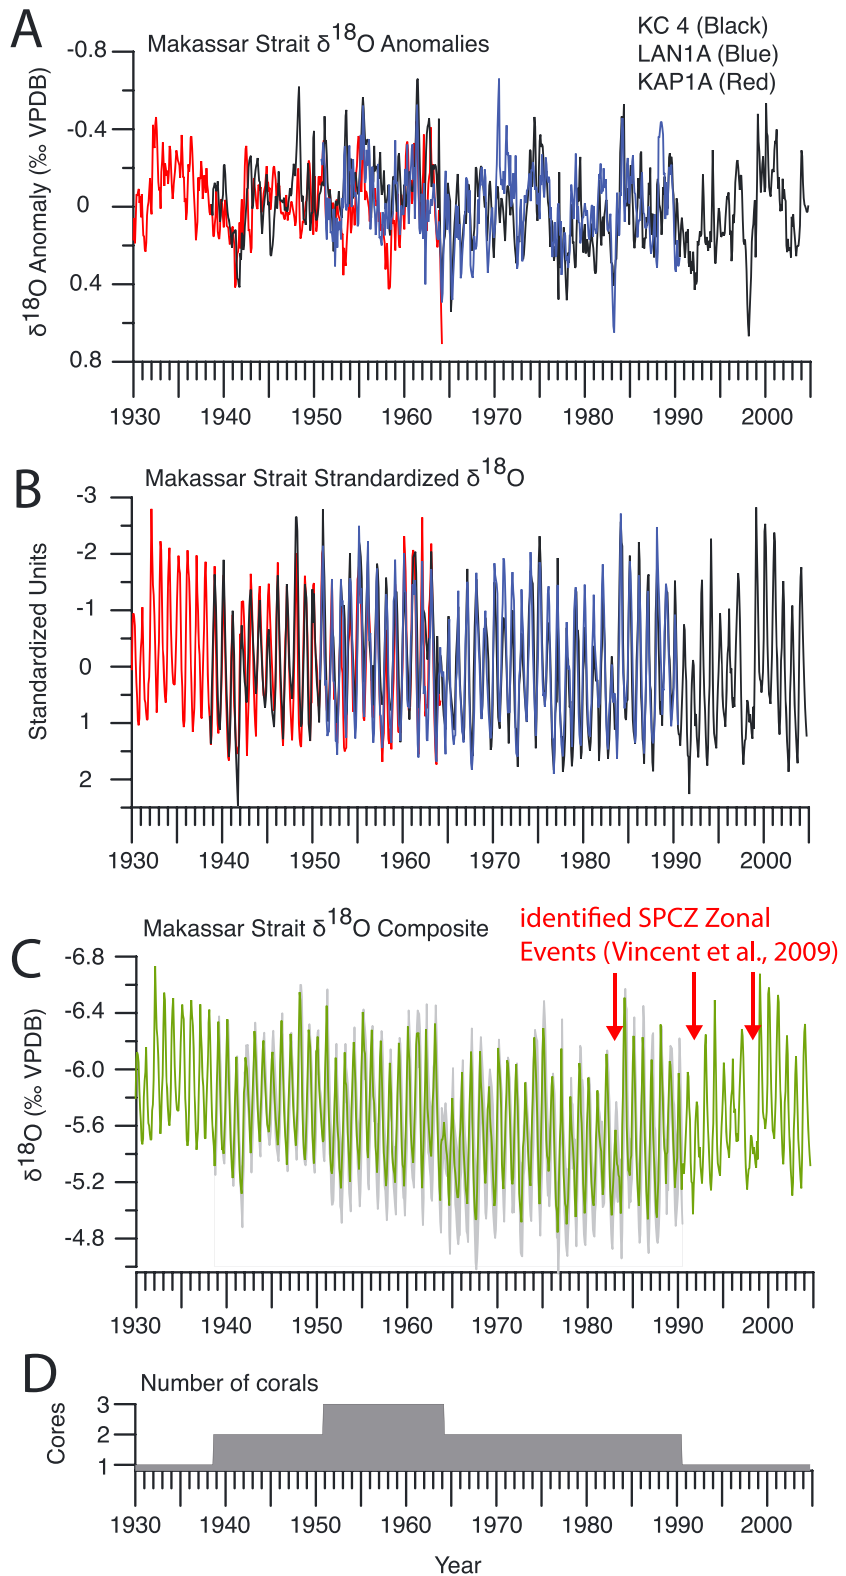 A
Makassar Strait δ18O Anomalies
KC 4 (Black)
LAN1A (Blue)
KAP1A (Red)
δ18O Anomaly (‰ VPDB)
-0.8
-0.4
0
0.4
0.8
1930 1940 1950 1960 1970 1980 1990 2000
B
Makassar Strait Strandardized δ18O
Standardized Units
-3
-2
-1
0
1
2
1930 1940 1950 1960 1970 1980 1990 2000
C
Makassar Strait δ18O Composite
identified SPCZ Zonal
Events (Vincent et al., 2009)
δ18O (‰ VPDB)
-6.8
-6.4
-6.0
-5.6
-5.2
-4.8
1930 1940 1950 1960 1970 1980 1990 2000
D
Number of corals
Cores
3
2
1
1930 1940 1950 1960 1970 1980 1990 2000
Year